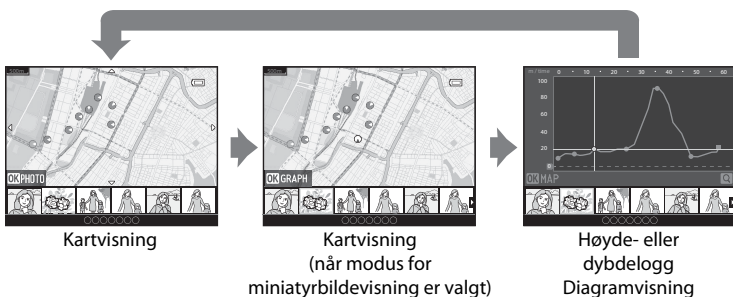 OK PHOTO
Kartvisning
OK GRAPH
Kartvisning
(når modus for
miniatyrbildevisning er valgt)
m / time 0 10 20 30 40 50 60
100
80
60
40
20
OK MAP
Høyde- eller
dybdelogg
Diagramvisning